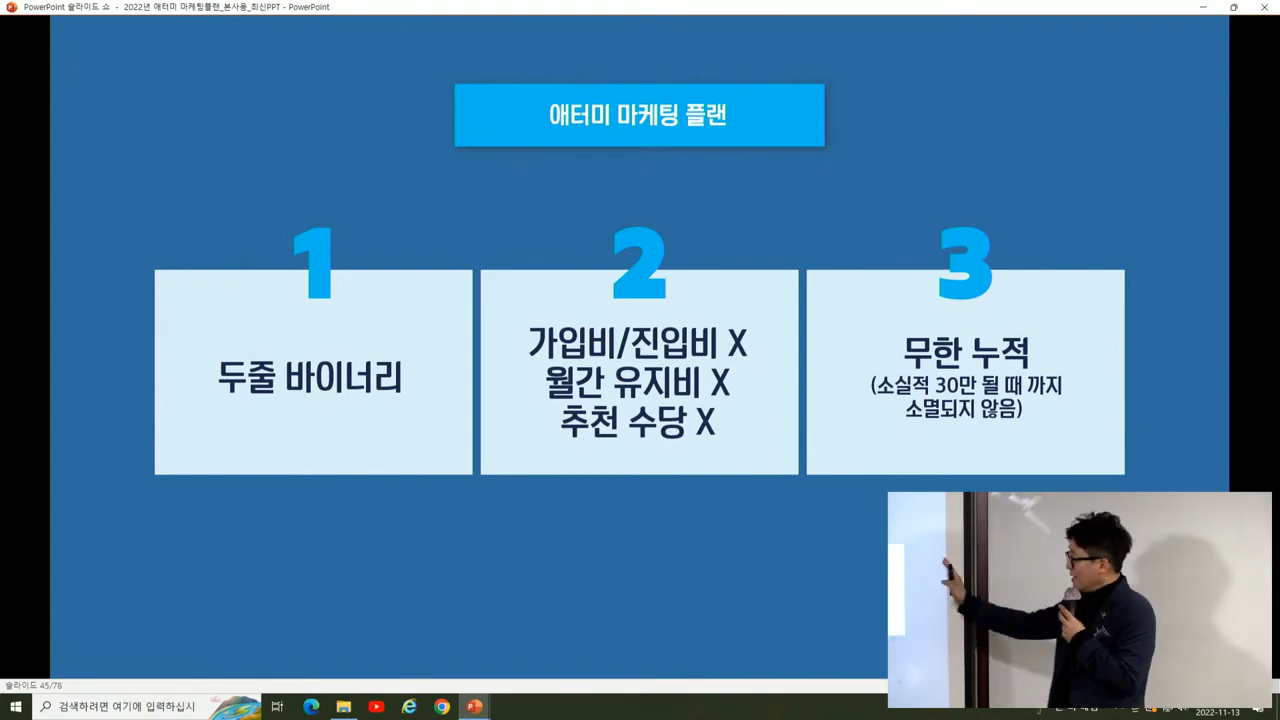 PowerPoint 슬라이드 쇼 - 2022년 애터미 마케팅플랜_본사용_최신PPT - PowerPoint
애터미 마케팅 플랜
1
두줄 바이너리
2
가입비/진입비 X
월간 유지비 X
추천 수당 X
3
무한 누적
(소실적 30만 될 때 까지
소멸되지 않음)
슬라이드 45/78
검색하려면 여기에 입력하십시
2022-11-13